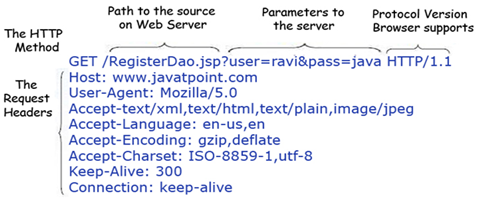 Path to the source
on Web Server
Parameters to
the server
Protocol Version
Browser supports
The HTTP
Method
GET /RegisterDao.jsp?user=ravi&pass=java HTTP/1.1
The
Request
Headers
Host: www.javatpoint.com
User-Agent: Mozilla/5.0
Accept-text/xml,text/html,text/plain,image/jpeg
Accept-Language: en-us,en
Accept-Encoding: gzip,deflate
Accept-Charset: ISO-8859-1,utf-8
Keep-Alive: 300
Connection: keep-alive